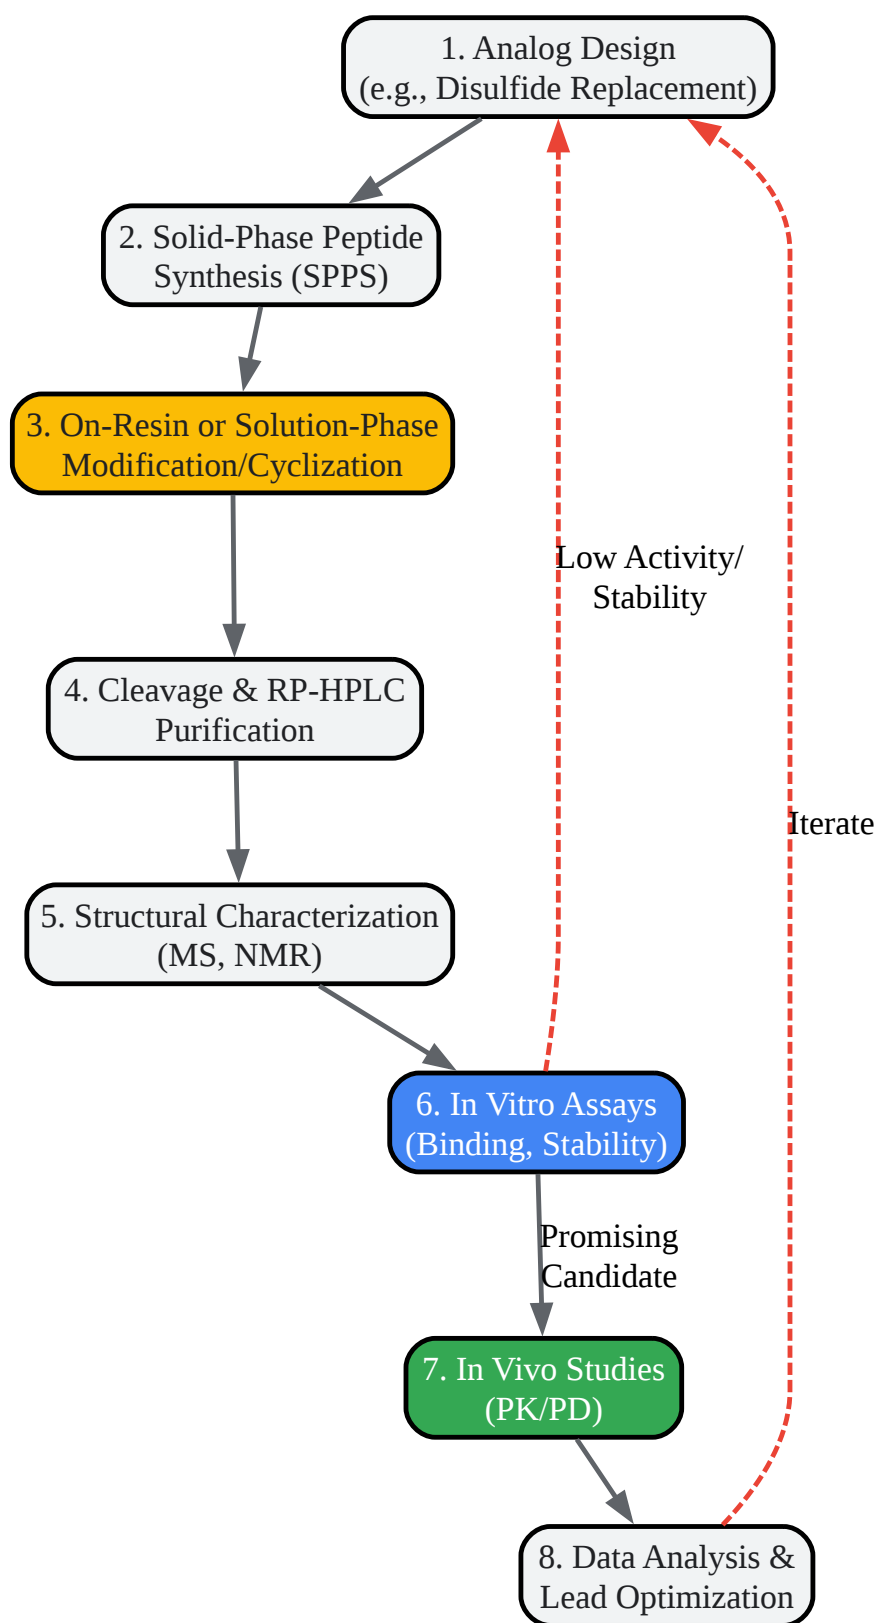 1. Analog Design
(e.g., Disulfide Replacement)
2. Solid-Phase Peptide
Synthesis (SPPS)
3. On-Resin or Solution-Phase
Modification/Cyclization
Low Activity/
Stability
4. Cleavage & RP-HPLC
Purification
Iterate
5. Structural Characterization
(MS, NMR)
6. In Vitro Assays
(Binding, Stability)
Promising
Candidate
7. In Vivo Studies
(PK/PD)
8. Data Analysis &
Lead Optimization